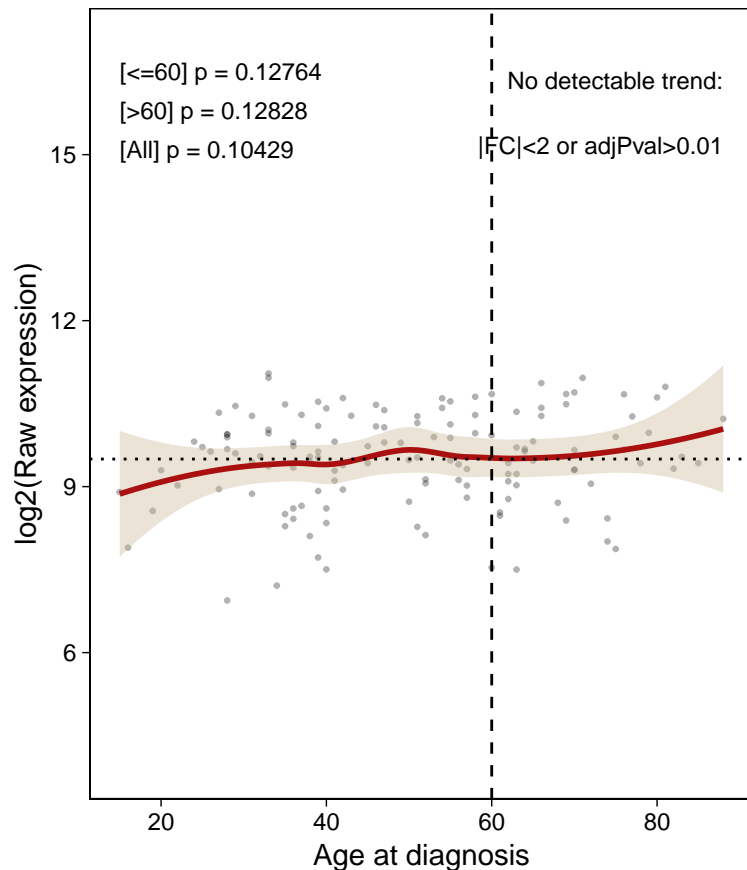 [<=60] p = 0.12764
[>60] p = 0.12828
[All] p = 0.10429
No detectable trend:
|FC|<2 or adjPval>0.01
log2(Raw expression)
15
12
9
6
20
40
60
80
Age at diagnosis